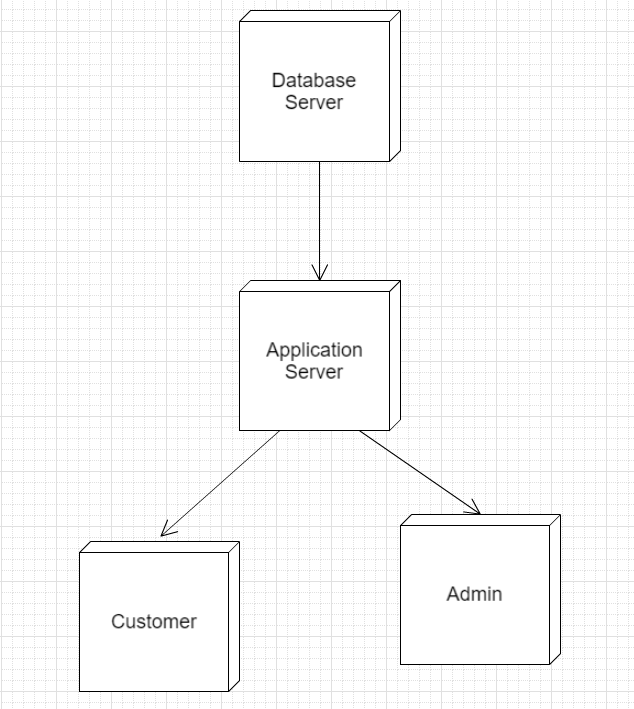 Database
Server
Application
Server
Customer
Admin